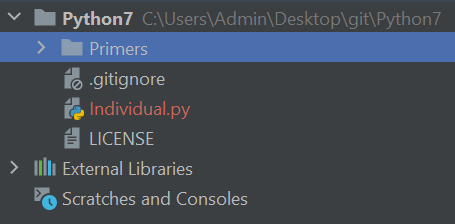 Python7 C:\Users\Admin\Desktop\git\Python7
Primers
.gitignore
Individual.py
LICENSE
External Libraries
Scratches and Consoles